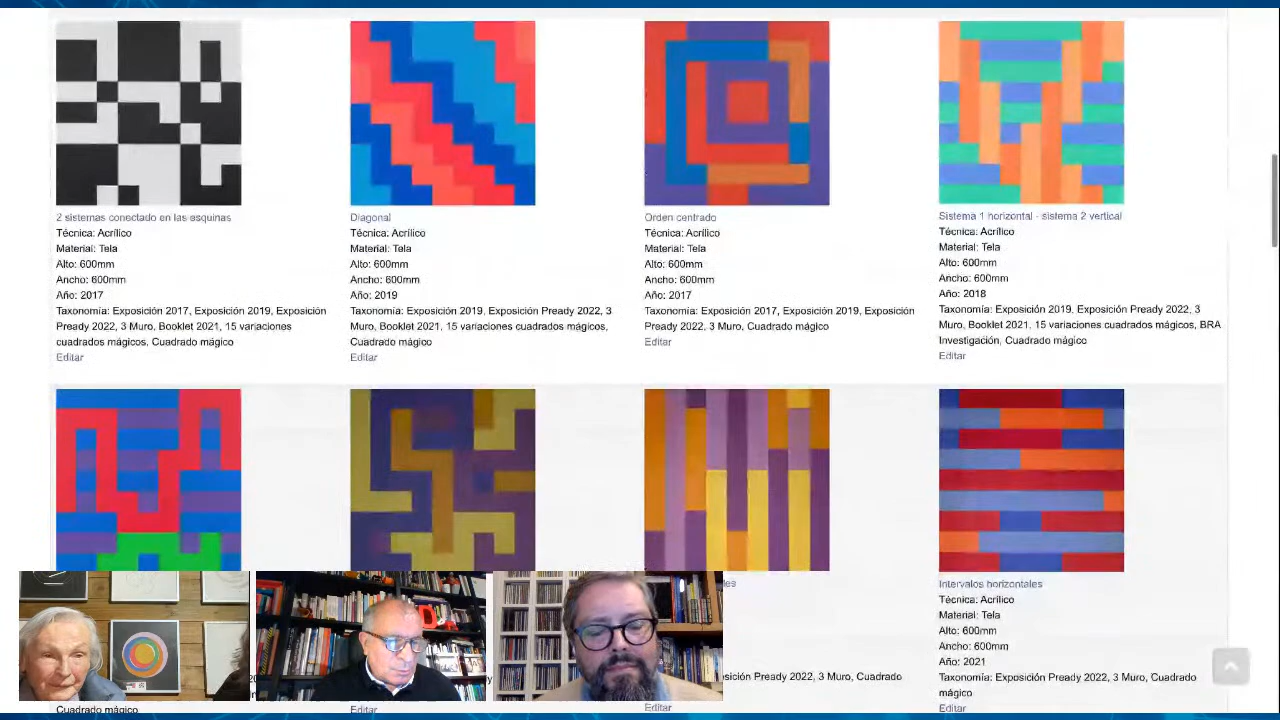 2 sistemas conectado en las esquinas
Técnica: Acrílico
Material: Tela
Alto: 600mm
Ancho: 600mm
Año: 2017
Taxonomía: Exposición 2017, Exposición 2019, Exposición
Pready 2022, 3 Muro, Booklet 2021, 15 variaciones
cuadrados mágicos, Cuadrado mágico
Editar
Diagonal
Técnica: Acrílico
Material: Tela
Alto: 600mm
Ancho: 600mm
Año: 2019
Taxonomía: Exposición 2019, Exposición Pready 2022, 3
Muro, Booklet 2021, 15 variaciones cuadrados mágicos,
Cuadrado mágico
Editar
Orden centrado
Técnica: Acrílico
Material: Tela
Alto: 600mm
Ancho: 600mm
Año: 2017
Taxonomía: Exposición 2017, Exposición 2019, Exposición
Pready 2022, 3 Muro, Cuadrado mágico
Editar
Sistema 1 horizontal - sistema 2 vertical
Técnica: Acrílico
Material: Tela
Alto: 600mm
Ancho: 600mm
Año: 2018
Taxonomía: Exposición 2019, Exposición Pready 2022, 3
Muro, Booklet 2021, 15 variaciones cuadrados mágicos, BRA
Investigación, Cuadrado mágico
Editar
Cuadrado mágico
Editar
Pready 2022, 3 Muro, Cuadrado
Editar
Intervalos horizontales
Técnica: Acrílico
Material: Tela
Alto: 600mm
Ancho: 600mm
Año: 2021
Taxonomía: Exposición Pready 2022, 3 Muro, Cuadrado
mágico
Editar